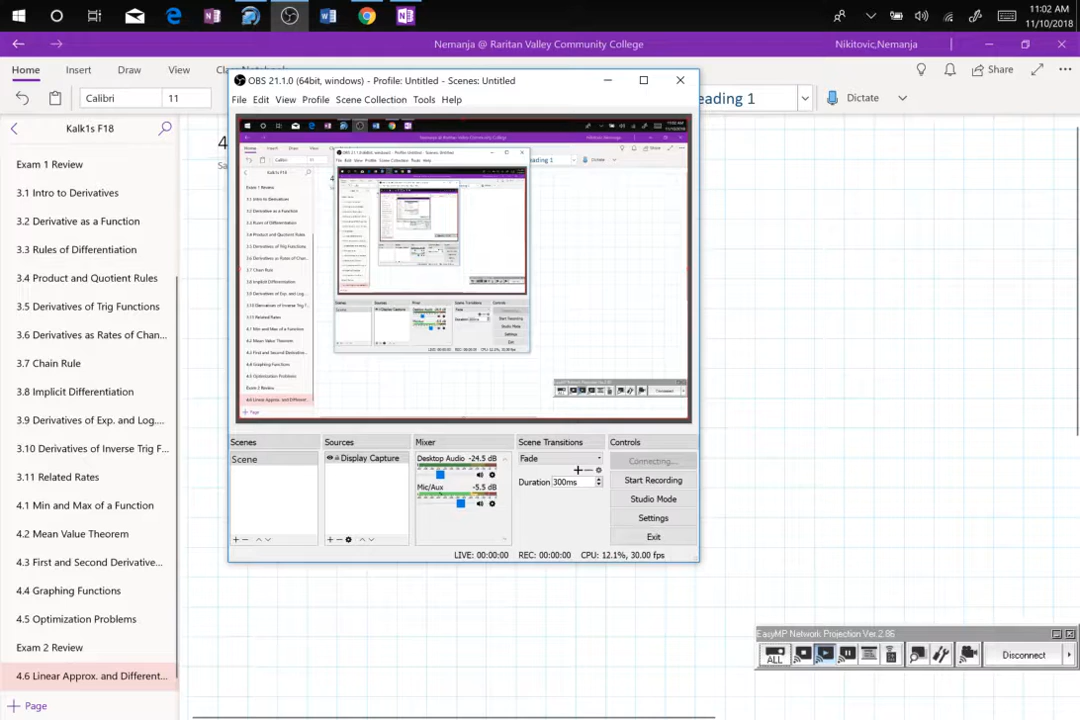 11:02 AM
11/10/2018
Nemanja @ Raritan Valley Community College
Nikitovic,Nemanja
Home
Insert
Draw
View
Share
Calibri
11
eading 1
Dictate
Kalk1s F18
Exam 1 Review
3.1 Intro to Derivatives
3.2 Derivative as a Function
3.3 Rules of Differentiation
3.4 Product and Quotient Rules
3.5 Derivatives of Trig Functions
3.6 Derivatives as Rates of Chan...
3.7 Chain Rule
3.8 Implicit Differentiation
3.9 Derivatives of Exp. and Log....
3.10 Derivatives of Inverse Trig F...
3.11 Related Rates
4.1 Min and Max of a Function
4.2 Mean Value Theorem
4.3 First and Second Derivative...
4.4 Graphing Functions
4.5 Optimization Problems
Exam 2 Review
4.6 Linear Approx. and Different...
Page
OBS 21.1.0 (64bit, windows) - Profile: Untitled - Scenes: Untitled
File Edit View Profile Scene Collection Tools Help
Scenes
Scene
Sources
Display Capture
Mixer
Desktop Audio -24.5 dB
Mic/Aux -5.5 dB
Scene Transitions
Fade
Duration 300ms
Controls
Connecting...
Start Recording
Studio Mode
Settings
Exit
LIVE: 00:00:00 REC: 00:00:00 CPU: 12.1%, 30.00 fps
EasyMP Network Projection Ver.2.86
ALL
Disconnect